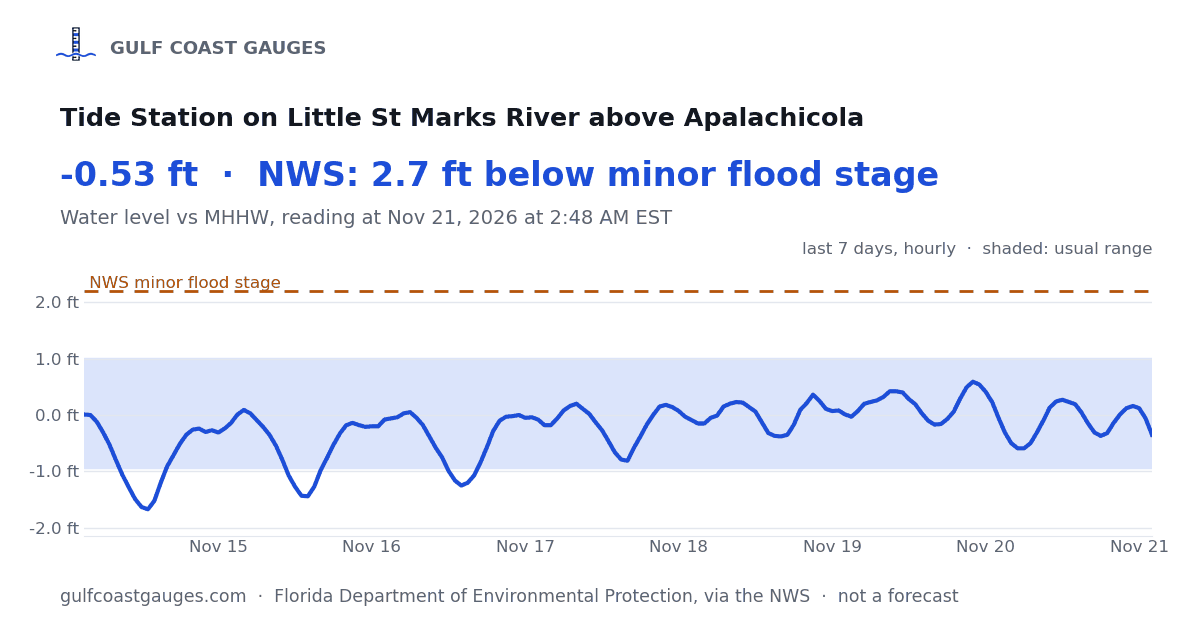 GULF COAST GAUGES
Tide Station on Little St Marks River above Apalachicola
-0.53 ft · NWS: 2.7 ft below minor flood stage
Water level vs MHHW, reading at Nov 21, 2026 at 2:48 AM EST
last 7 days, hourly · shaded: usual range
NWS minor flood stage
2.0 ft
1.0 ft
0.0 ft
-1.0 ft
-2.0 ft
Nov 15 Nov 16 Nov 17 Nov 18 Nov 19 Nov 20 Nov 21
gulfcoastgauges.com · Florida Department of Environmental Protection, via the NWS · not a forecast